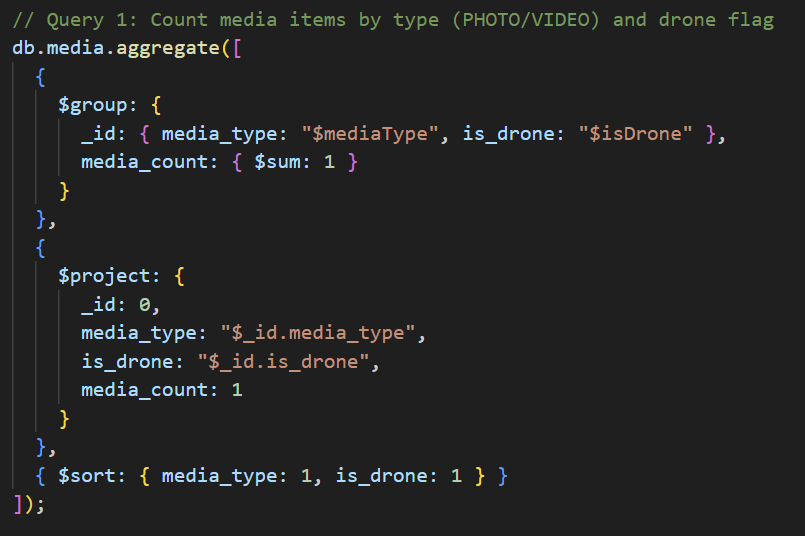 // Query 1: Count media items by type (PHOTO/VIDEO) and drone flag
db.media.aggregate([
  {
    $group: {
      _id: { media_type: "$mediaType", is_drone: "$isDrone" },
      media_count: { $sum: 1 }
    }
  },
  {
    $project: {
      _id: 0,
      media_type: "$_id.media_type",
      is_drone: "$_id.is_drone",
      media_count: 1
    }
  },
  { $sort: { media_type: 1, is_drone: 1 } }
]);